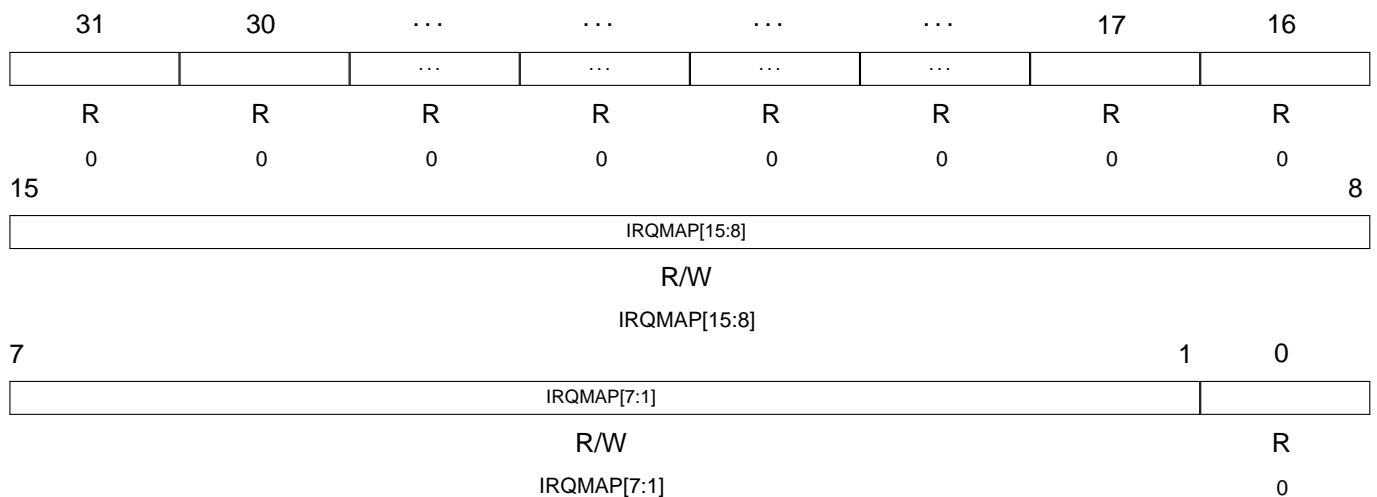 31 30 . . . . . . . . . . . . 17 16
. . . . . . . . . . . .
R R R R R R R R
0 0 0 0 0 0 0 0
15 8
IRQMAP[15:8]
R/W
IRQMAP[15:8]
7 1 0
IRQMAP[7:1]
R/W R
IRQMAP[7:1] 0